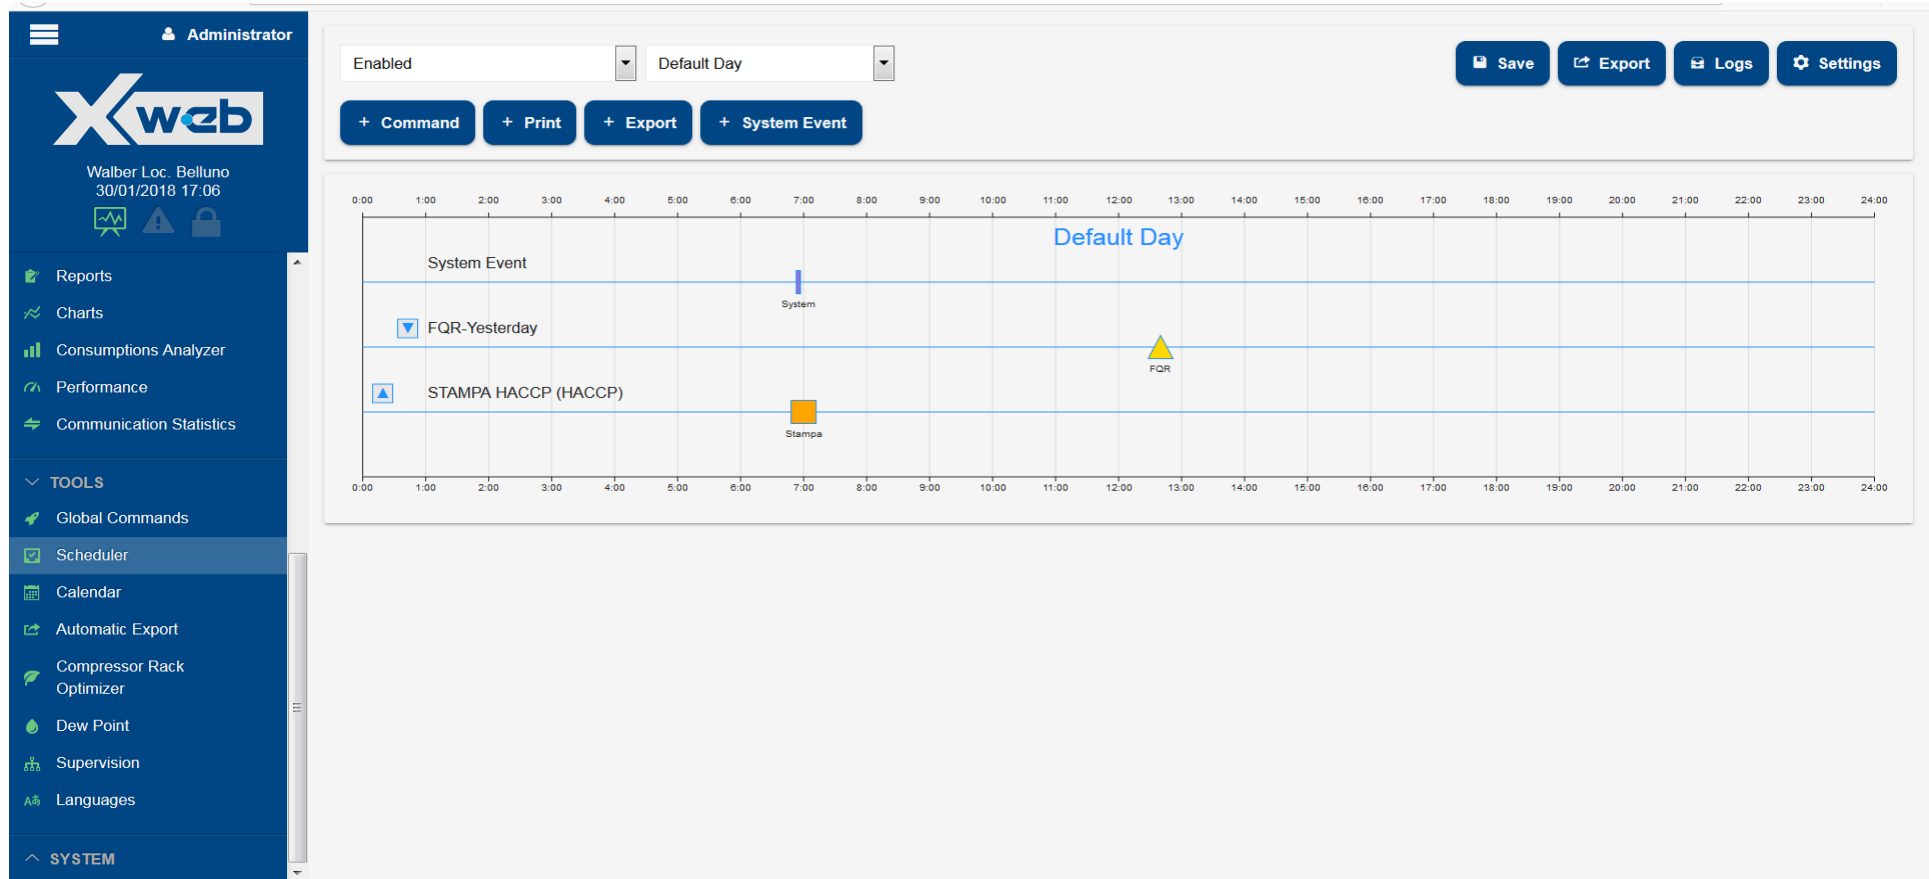 Administrator
Xweb
Walber Loc. Belluno
30/01/2018 17:06
Reports
Charts
Consumptions Analyzer
Performance
Communication Statistics
TOOLS
Global Commands
Scheduler
Calendar
Automatic Export
Compressor Rack
Optimizer
Dew Point
Supervision
Aあ Languages
SYSTEM
Enabled
Default Day
Save
Export
Logs
Settings
+ Command
+ Print
+ Export
+ System Event
0:00 1:00 2:00 3:00 4:00 5:00 6:00 7:00 8:00 9:00 10:00 11:00 12:00 13:00 14:00 15:00 16:00 17:00 18:00 19:00 20:00 21:00 22:00 23:00 24:00
Default Day
System Event
System
FQR-Yesterday
FQR
STAMPA HACCP (HACCP)
Stampa
0:00 1:00 2:00 3:00 4:00 5:00 6:00 7:00 8:00 9:00 10:00 11:00 12:00 13:00 14:00 15:00 16:00 17:00 18:00 19:00 20:00 21:00 22:00 23:00 24:00